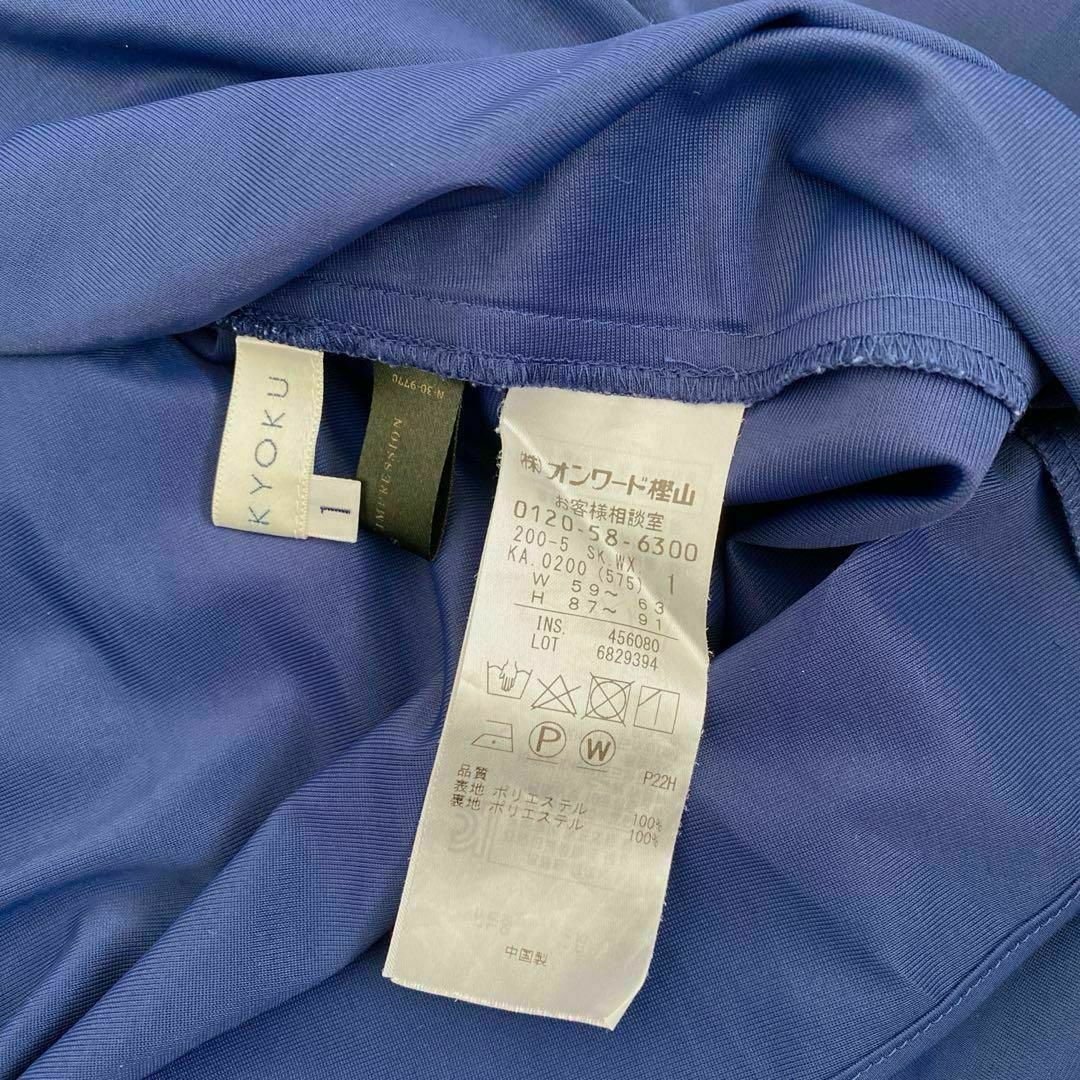 KYOKU
1
N-30-977C
IMPRESSION
(株)オンワード樫山
お客様相談室
0120-58-6300
200-5 SK.WX.
KA.0200 (575) 1
W 59～ 63
H 87～ 91
INS. 456080
LOT 6829394
P W
P22H
品質
表地 ポリエステル 100%
裏地 ポリエステル 100%
中国製